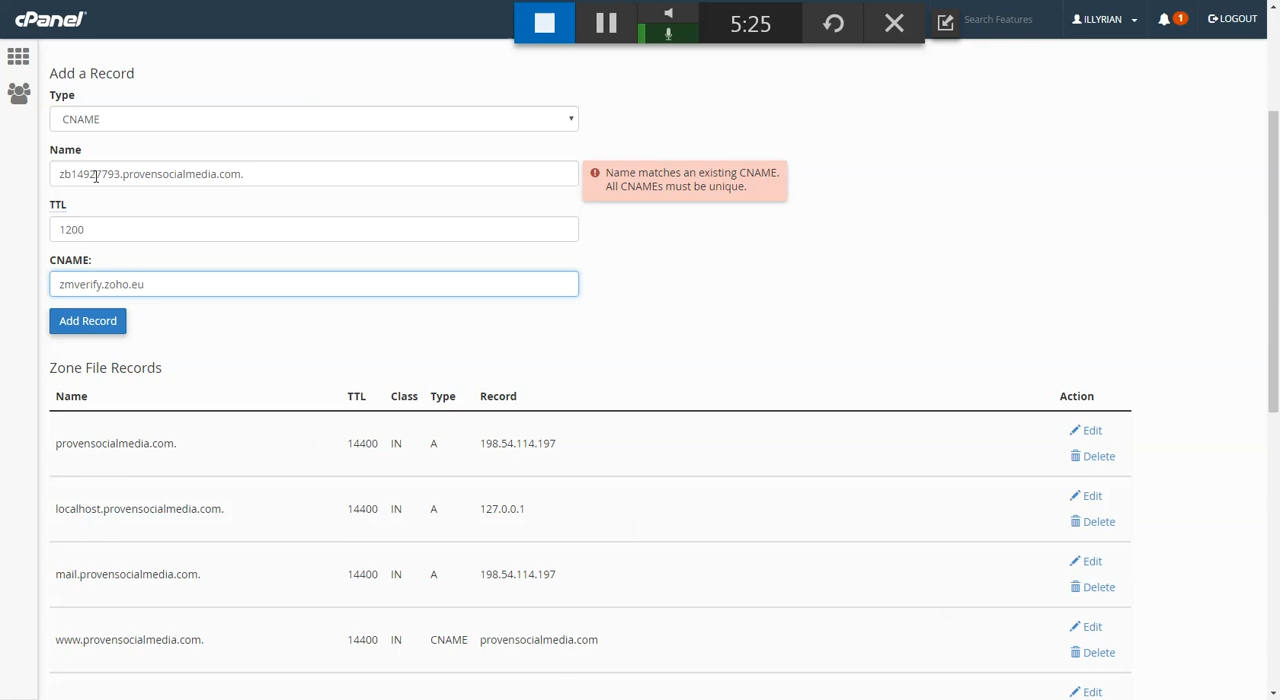 cPanel
5:25
Search Features
ILLYRIAN
1
LOGOUT
Add a Record
Type
CNAME
Name
zb14927793.provensocialmedia.com.
Name matches an existing CNAME.
All CNAMEs must be unique.
TTL
1200
CNAME:
zmverify.zoho.eu
Add Record
Zone File Records
Name TTL Class Type Record Action
provensocialmedia.com. 14400 IN A 198.54.114.197
Edit
Delete
localhost.provensocialmedia.com. 14400 IN A 127.0.0.1
Edit
Delete
mail.provensocialmedia.com. 14400 IN A 198.54.114.197
Edit
Delete
www.provensocialmedia.com. 14400 IN CNAME provensocialmedia.com
Edit
Delete
Edit